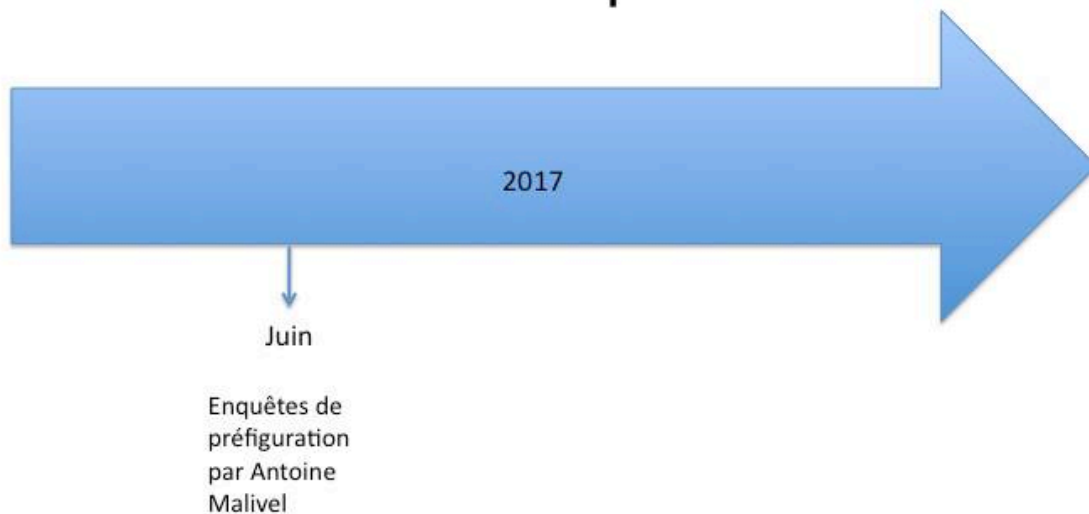 2017
Juin
Enquêtes de
préfiguration
par Antoine
Malivel